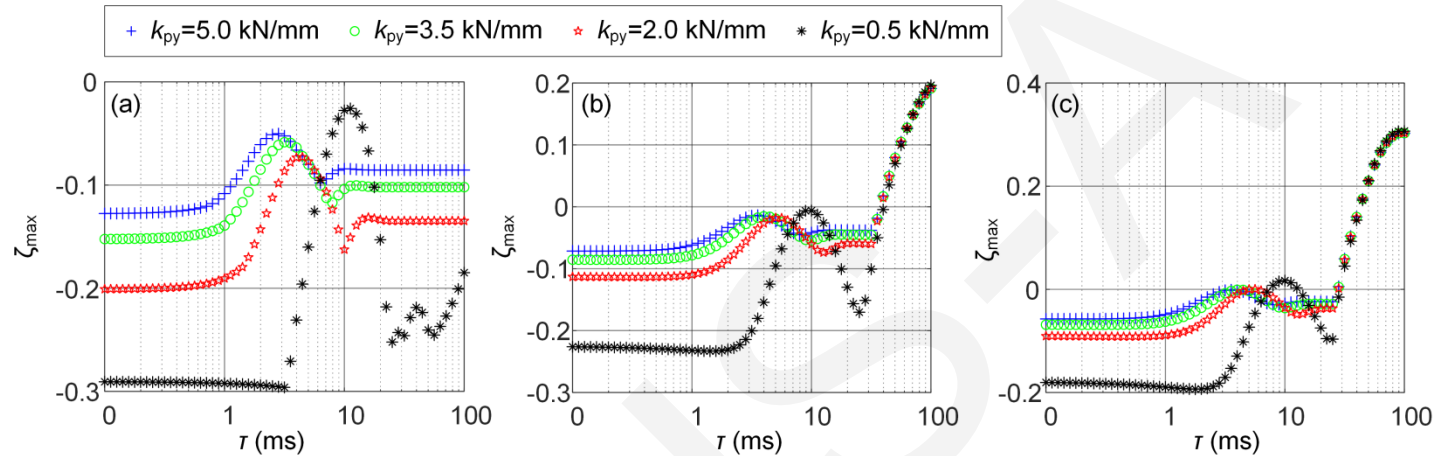 + kpy=5.0 kN/mm ○ kpy=3.5 kN/mm ☆ kpy=2.0 kN/mm * kpy=0.5 kN/mm
(a)
0
-0.1
-0.2
-0.3
ζmax
0 1 10 100
τ (ms)
(b)
0.2
0.1
0
-0.1
-0.2
-0.3
ζmax
0 1 10 100
τ (ms)
(c)
0.4
0.2
0
-0.2
ζmax
0 1 10 100
τ (ms)